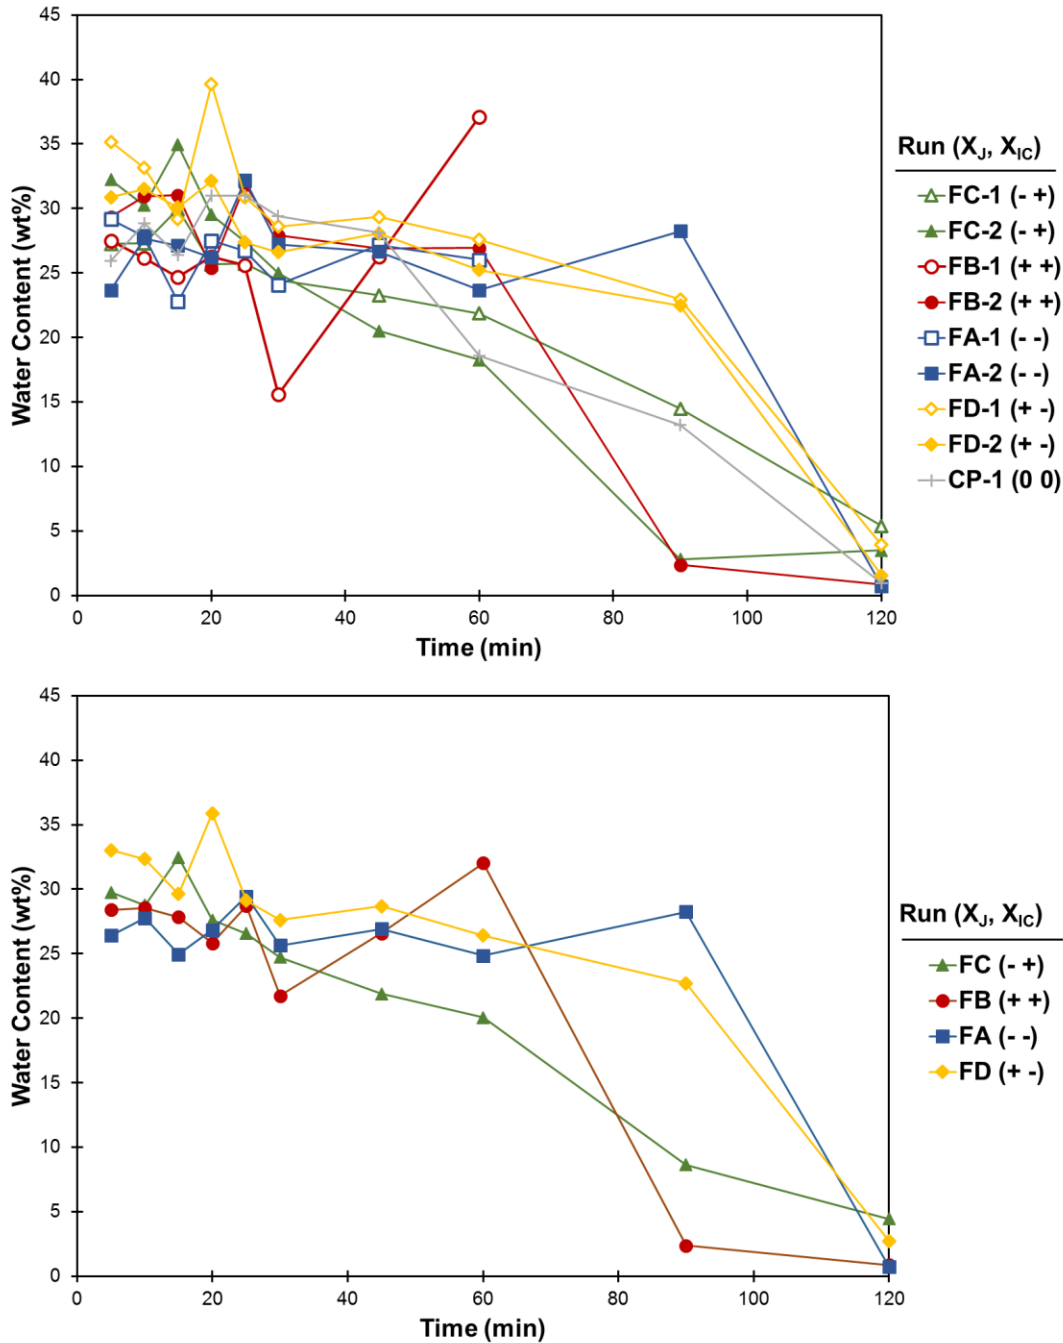 45
40
35
30
25
20
15
10
5
0
Water Content (wt%)
0 20 40 60 80 100 120
Time (min)
Run (XJ, XIC)
FC-1 (- +)
FC-2 (- +)
FB-1 (+ +)
FB-2 (+ +)
FA-1 (- -)
FA-2 (- -)
FD-1 (+ -)
FD-2 (+ -)
CP-1 (0 0)
45
40
35
30
25
20
15
10
5
0
Water Content (wt%)
0 20 40 60 80 100 120
Time (min)
Run (XJ, XIC)
FC (- +)
FB (+ +)
FA (- -)
FD (+ -)